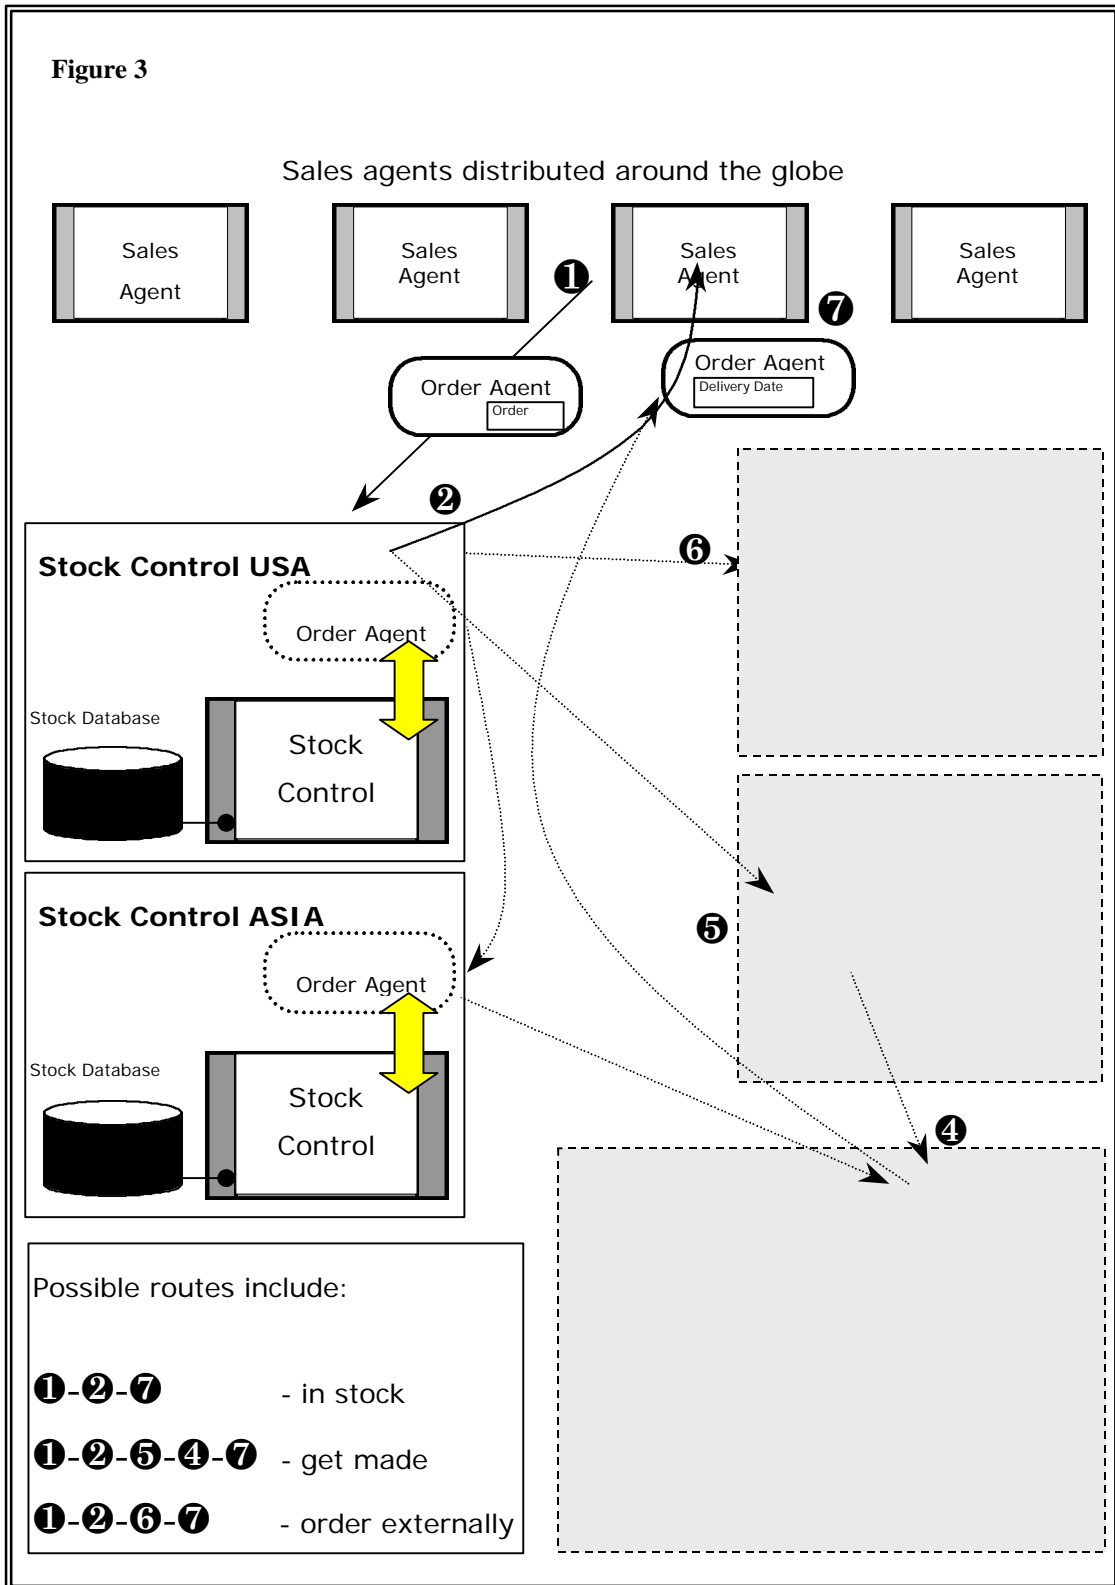 Figure 3
Sales agents distributed around the globe
Sales
Agent
Sales
Agent
Sales
Agent
Sales
Agent
❶
❼
Order Agent
Order
Order Agent
Delivery Date
❷
❻
Stock Control USA
Order Agent
Stock Database
Stock
Control
❺
Stock Control ASIA
Order Agent
Stock Database
Stock
Control
❹
Possible routes include:
❶-❷-❼ - in stock
❶-❷-❺-❹-❼ - get made
❶-❷-❻-❼ - order externally